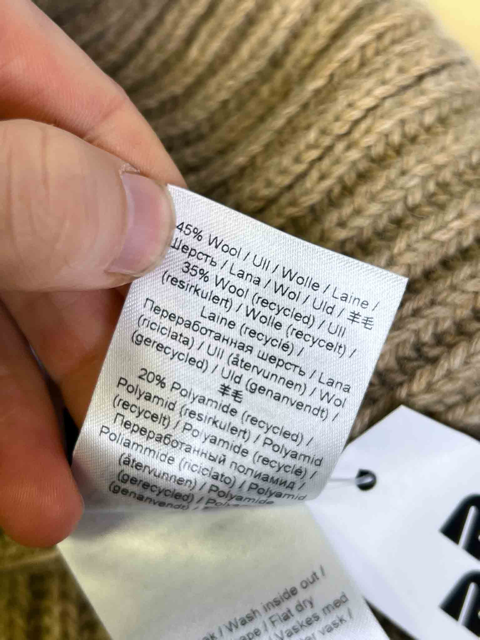 45% Wool / Ull / Wolle / Laine /
Шерсть / Lana / Wol / Uld / 羊毛
35% Wool (recycled) / Ull
(resirkulert) / Wolle (recycelt) /
Laine (recyclé) /
Переработанная шерсть / Lana
(riciclata) / Ull (återvunnen) / Wol
(gerecycled) / Uld (genanvendt) /
羊毛
20% Polyamide (recycled) /
Polyamid (resirkulert) / Polyamid
(recycelt) / Polyamide (recyclé) /
Переработанный полиамид /
Poliammide (riciclato) / Polyamid
(återvunnen) / Polyamide
(gerecycled) /
(genanvendt) /
/ Wash inside out /
/ Flat dry
/ Vaskes med
vask /